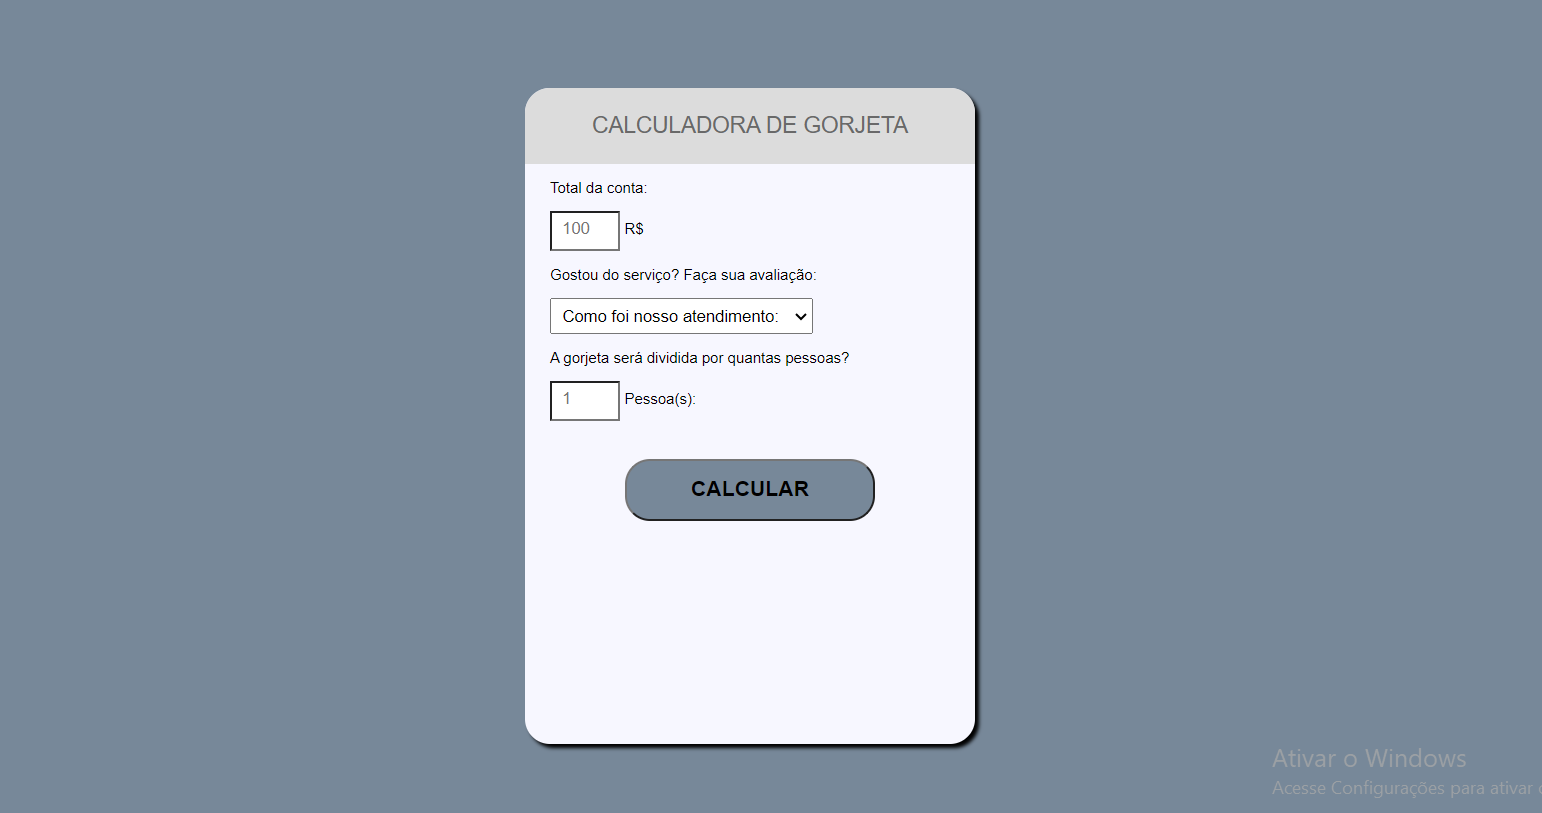 CALCULADORA DE GORJETA
Total da conta:
100 R$
Gostou do serviço? Faça sua avaliação:
Como foi nosso atendimento:
A gorjeta será dividida por quantas pessoas?
1 Pessoa(s):
CALCULAR
Ativar o Windows
Acesse Configurações para ativar